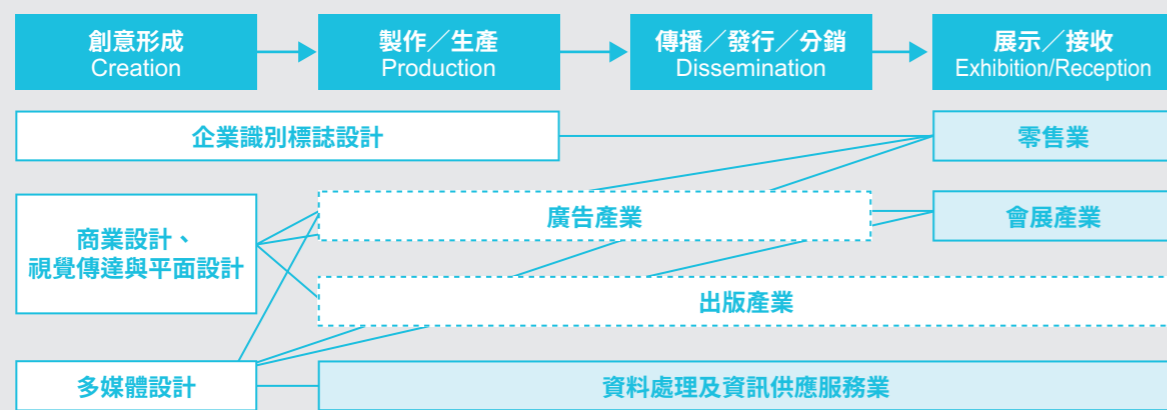 創意形成
Creation
製作／生產
Production
傳播／發行／分銷
Dissemination
展示／接收
Exhibition/Reception
企業識別標誌設計
零售業
商業設計、
視覺傳達與平面設計
廣告產業
會展產業
出版產業
多媒體設計
資料處理及資訊供應服務業